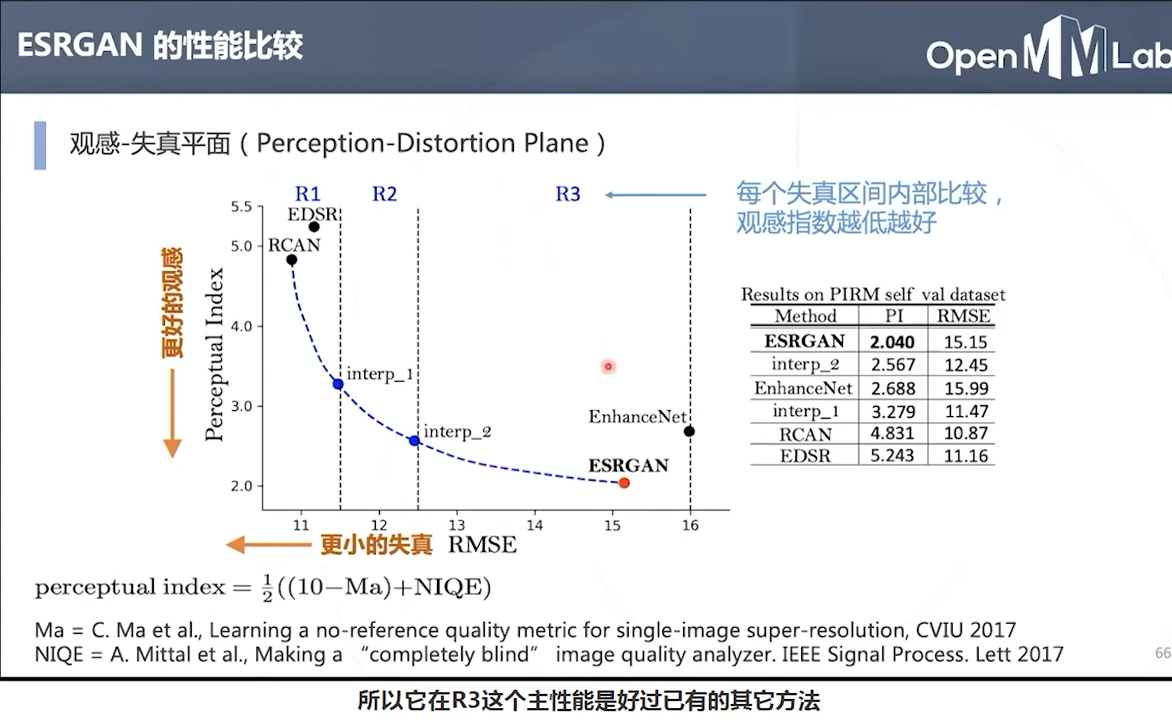 ESRGAN 的性能比较
OpenMMLab
观感-失真平面（Perception-Distortion Plane）
R1
R2
R3
每个失真区间内部比较，
观感指数越低越好
更好的观感
Perceptual Index
5.5
5.0
4.0
3.0
2.0
EDSR
RCAN
interp_1
interp_2
EnhanceNet
ESRGAN
11 12 13 14 15 16
更小的失真 RMSE
Results on PIRM self val dataset
Method PI RMSE
ESRGAN 2.040 15.15
interp_2 2.567 12.45
EnhanceNet 2.688 15.99
interp_1 3.279 11.47
RCAN 4.831 10.87
EDSR 5.243 11.16
perceptual index = 1/2((10−Ma)+NIQE)
Ma = C. Ma et al., Learning a no-reference quality metric for single-image super-resolution, CVIU 2017
NIQE = A. Mittal et al., Making a “completely blind” image quality analyzer. IEEE Signal Process. Lett 2017
66
所以它在R3这个主性能是好过已有的其它方法